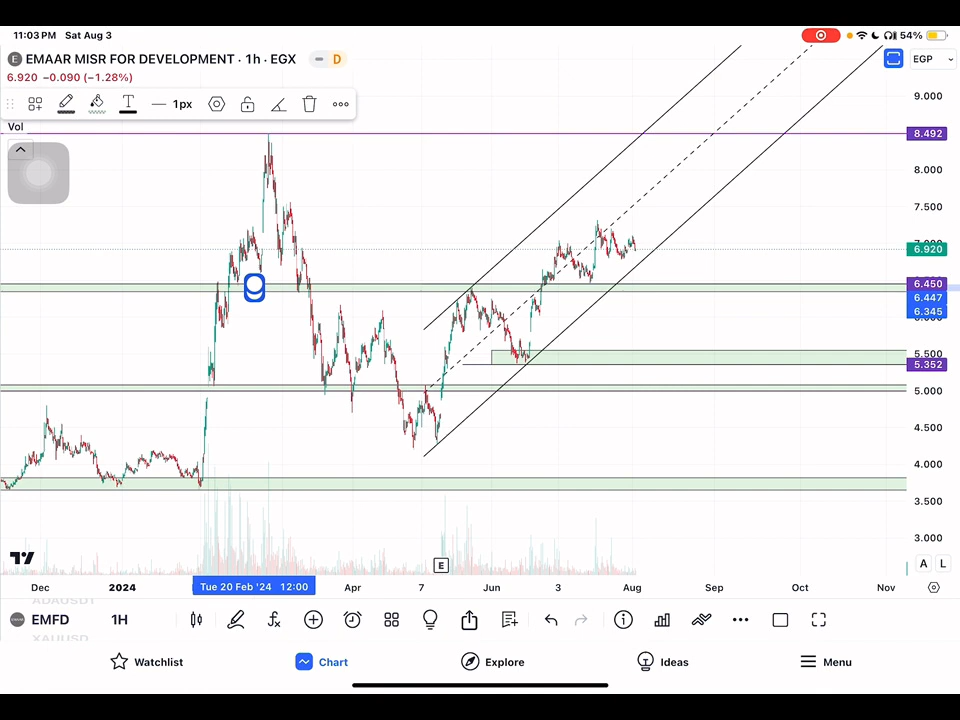 11:03 PM Sat Aug 3
54%
E EMAAR MISR FOR DEVELOPMENT · 1h · EGX
D
EGP
6.920 −0.090 (−1.28%)
1px
Vol
9.000
8.492
8.000
7.500
6.920
6.450
6.447
6.345
5.500
5.352
5.000
4.500
4.000
3.500
3.000
E
A L
Dec 2024 Tue 20 Feb '24 12:00 Apr 7 Jun 3 Aug Sep Oct Nov
ADAUSDT
EMFD 1H
XAUUSD
Watchlist Chart Explore Ideas Menu